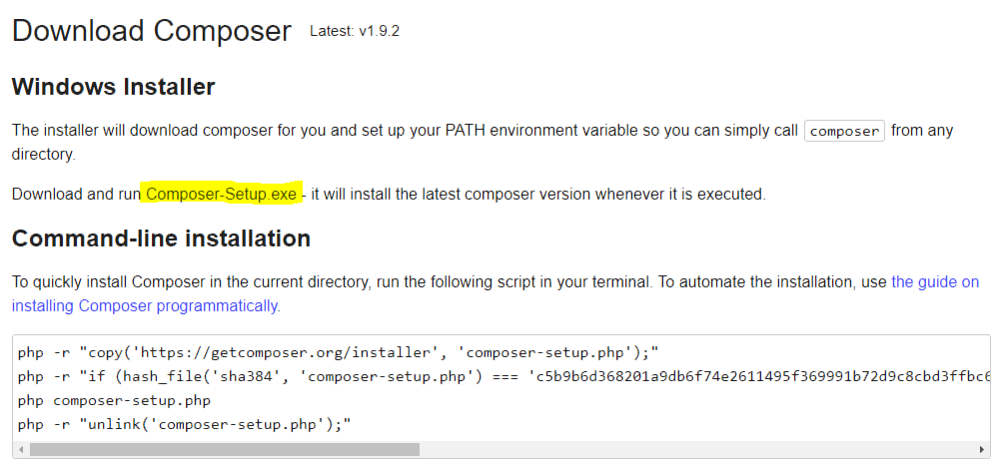 Download Composer Latest: v1.9.2
Windows Installer
The installer will download composer for you and set up your PATH environment variable so you can simply call composer from any
directory.
Download and run Composer-Setup.exe - it will install the latest composer version whenever it is executed.
Command-line installation
To quickly install Composer in the current directory, run the following script in your terminal. To automate the installation, use the guide on
installing Composer programmatically.
php -r "copy('https://getcomposer.org/installer', 'composer-setup.php');"
php -r "if (hash_file('sha384', 'composer-setup.php') === 'c5b9b6d368201a9db6f74e2611495f369991b72d9c8cbd3ffbc6
php composer-setup.php
php -r "unlink('composer-setup.php');"